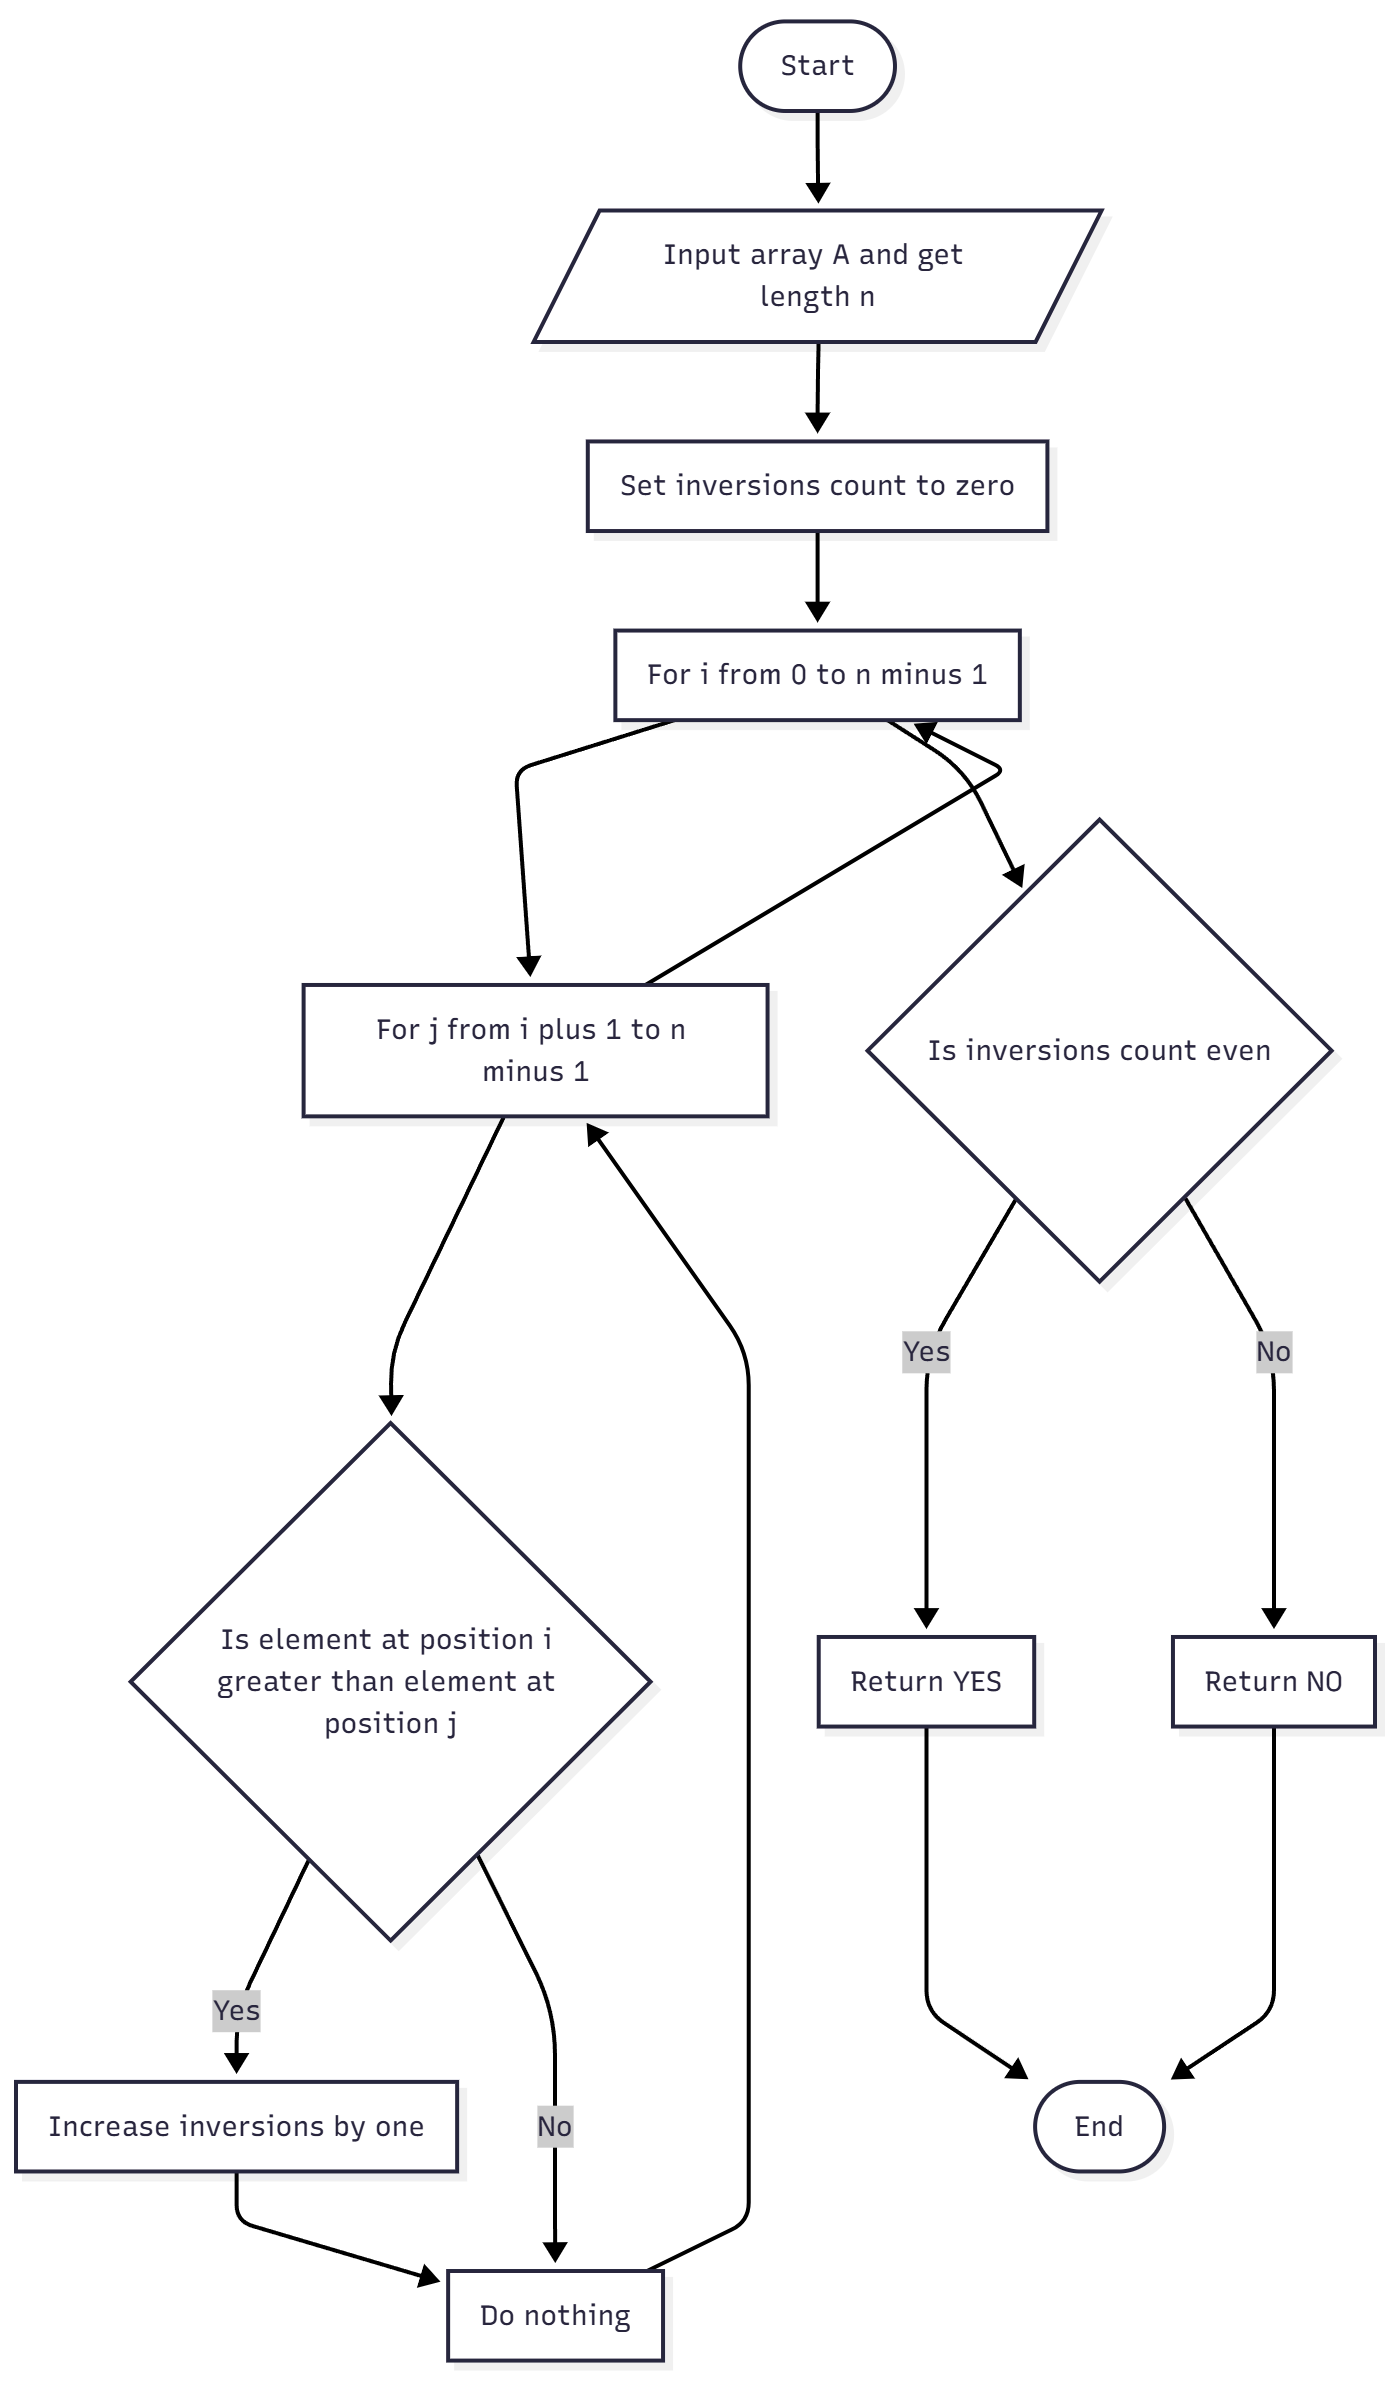 Start
Input array A and get
length n
Set inversions count to zero
For i from 0 to n minus 1
For j from i plus 1 to n
minus 1
Is inversions count even
Yes
No
Is element at position i
greater than element at
position j
Return YES
Return NO
Yes
Increase inversions by one
No
End
Do nothing